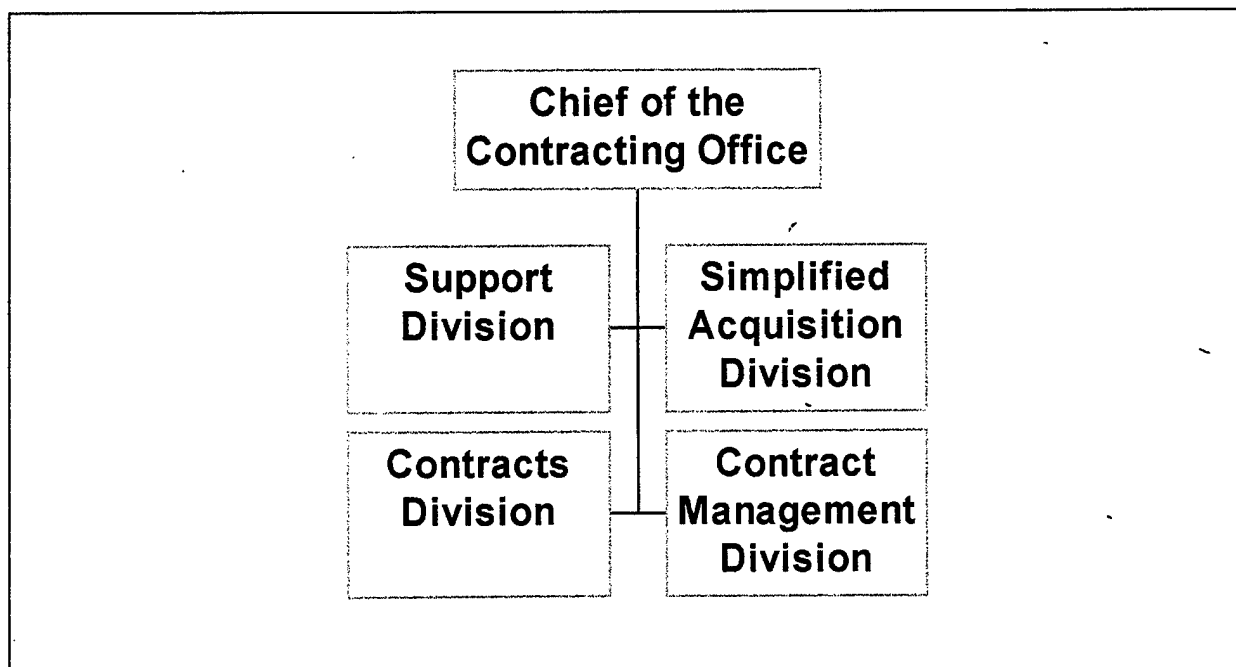 Chief of the
Contracting Office
Support
Division
Simplified
Acquisition
Division
Contracts
Division
Contract
Management
Division